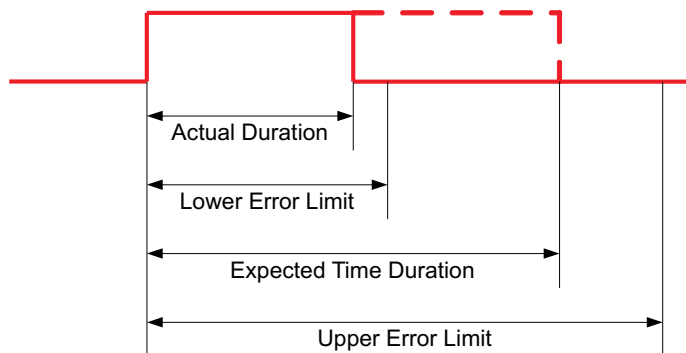 Actual Duration
Lower Error Limit
Expected Time Duration
Upper Error Limit